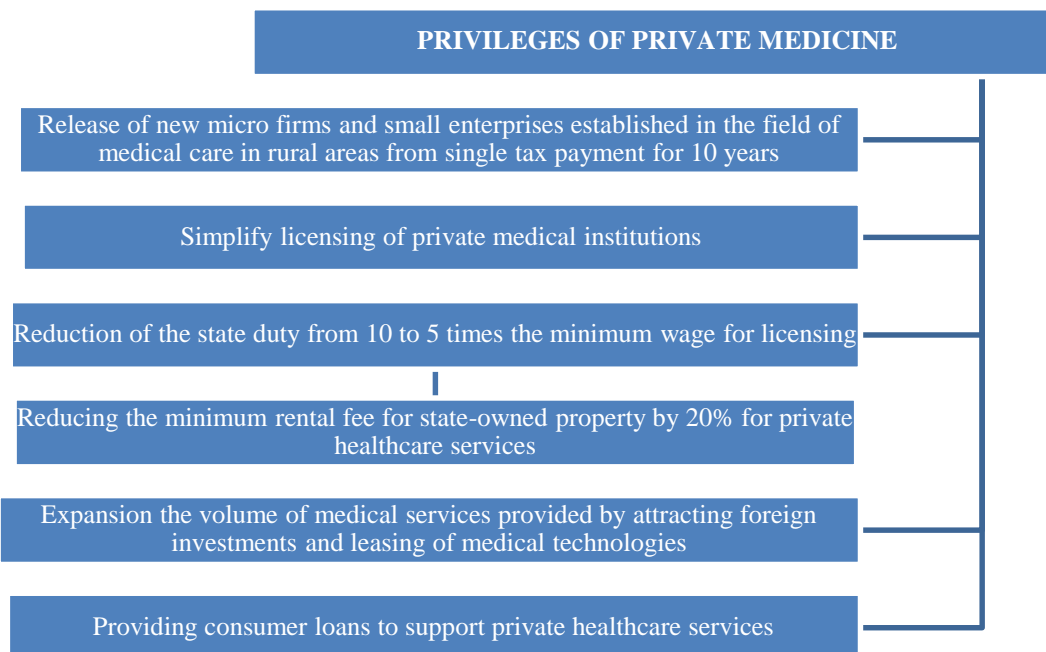 PRIVILEGES OF PRIVATE MEDICINE
Release of new micro firms and small enterprises established in the field of
medical care in rural areas from single tax payment for 10 years
Simplify licensing of private medical institutions
Reduction of the state duty from 10 to 5 times the minimum wage for licensing
Reducing the minimum rental fee for state-owned property by 20% for private
healthcare services
Expansion the volume of medical services provided by attracting foreign
investments and leasing of medical technologies
Providing consumer loans to support private healthcare services